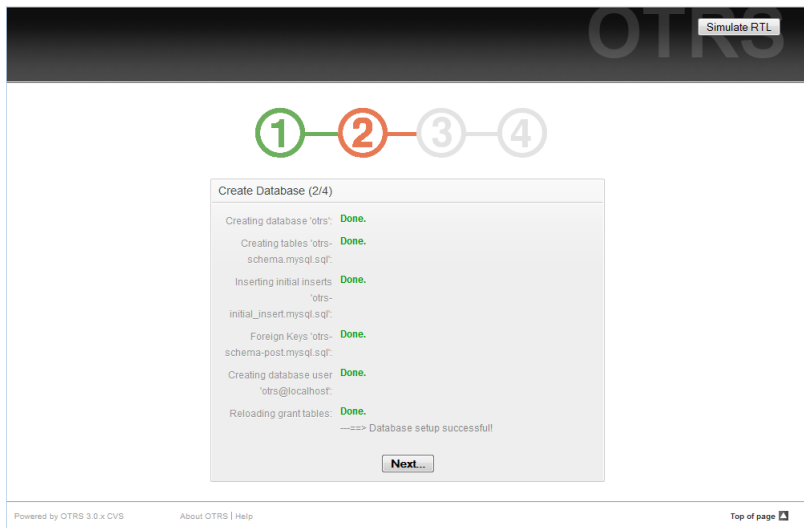 OTRS
Simulate RTL
1 2 3 4
Create Database (2/4)
Creating database 'otrs': Done.
Creating tables 'otrs- Done.
schema.mysql.sql':
Inserting initial inserts Done.
'otrs-
initial_insert.mysql.sql':
Foreign Keys 'otrs- Done.
schema-post.mysql.sql':
Creating database user Done.
'otrs@localhost':
Reloading grant tables: Done.
---==> Database setup successful!
Next...
Powered by OTRS 3.0.x CVS About OTRS | Help Top of page